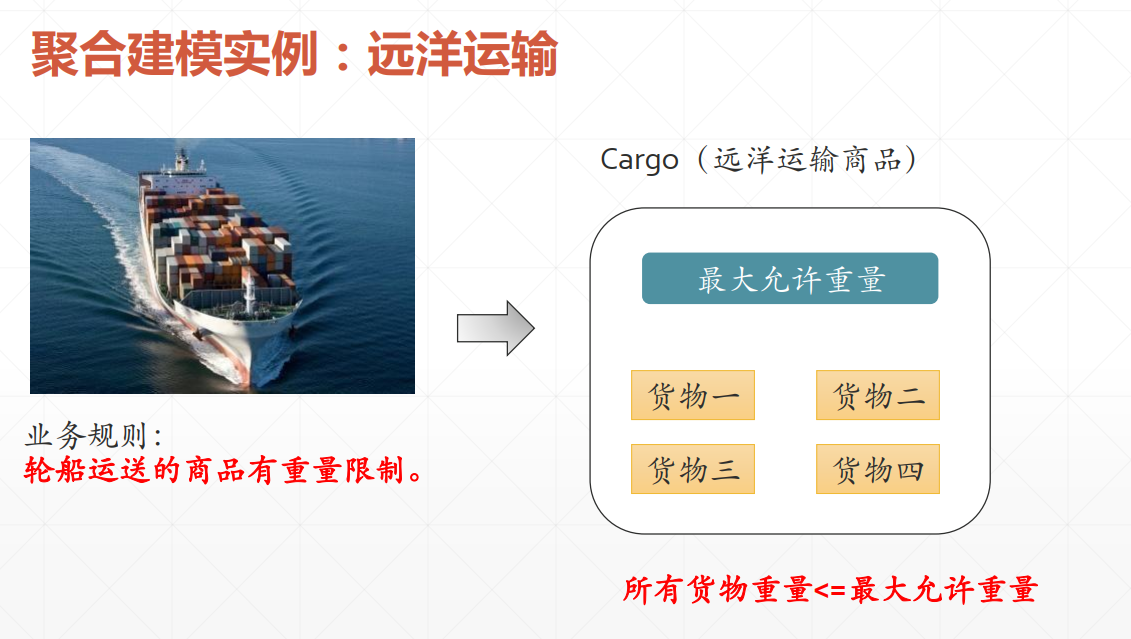 聚合建模实例：远洋运输
业务规则：
轮船运送的商品有重量限制。
Cargo（远洋运输商品）
最大允许重量
货物一
货物二
货物三
货物四
所有货物重量<=最大允许重量